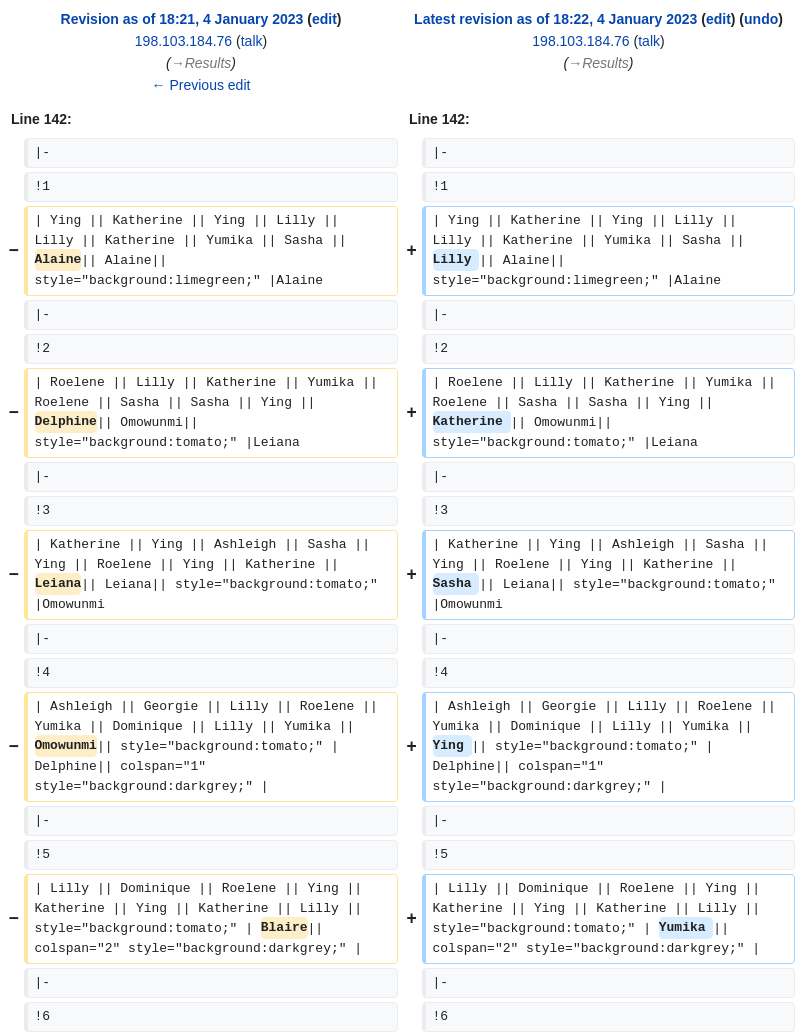 Revision as of 18:21, 4 January 2023 (edit)
198.103.184.76 (talk)
(→Results)
← Previous edit
Latest revision as of 18:22, 4 January 2023 (edit) (undo)
198.103.184.76 (talk)
(→Results)
Line 142:
Line 142:
|-
|-
!1
!1
−
| Ying || Katherine || Ying || Lilly ||
Lilly || Katherine || Yumika || Sasha ||
Alaine|| Alaine||
style="background:limegreen;" |Alaine
+
| Ying || Katherine || Ying || Lilly ||
Lilly || Katherine || Yumika || Sasha ||
Lilly || Alaine||
style="background:limegreen;" |Alaine
|-
|-
!2
!2
−
| Roelene || Lilly || Katherine || Yumika ||
Roelene || Sasha || Sasha || Ying ||
Delphine|| Omowunmi||
style="background:tomato;" |Leiana
+
| Roelene || Lilly || Katherine || Yumika ||
Roelene || Sasha || Sasha || Ying ||
Katherine || Omowunmi||
style="background:tomato;" |Leiana
|-
|-
!3
!3
−
| Katherine || Ying || Ashleigh || Sasha ||
Ying || Roelene || Ying || Katherine ||
Leiana|| Leiana|| style="background:tomato;"
|Omowunmi
+
| Katherine || Ying || Ashleigh || Sasha ||
Ying || Roelene || Ying || Katherine ||
Sasha || Leiana|| style="background:tomato;"
|Omowunmi
|-
|-
!4
!4
−
| Ashleigh || Georgie || Lilly || Roelene ||
Yumika || Dominique || Lilly || Yumika ||
Omowunmi|| style="background:tomato;" |
Delphine|| colspan="1"
style="background:darkgrey;" |
+
| Ashleigh || Georgie || Lilly || Roelene ||
Yumika || Dominique || Lilly || Yumika ||
Ying || style="background:tomato;" |
Delphine|| colspan="1"
style="background:darkgrey;" |
|-
|-
!5
!5
−
| Lilly || Dominique || Roelene || Ying ||
Katherine || Ying || Katherine || Lilly ||
style="background:tomato;" | Blaire||
colspan="2" style="background:darkgrey;" |
+
| Lilly || Dominique || Roelene || Ying ||
Katherine || Ying || Katherine || Lilly ||
style="background:tomato;" | Yumika ||
colspan="2" style="background:darkgrey;" |
|-
|-
!6
!6